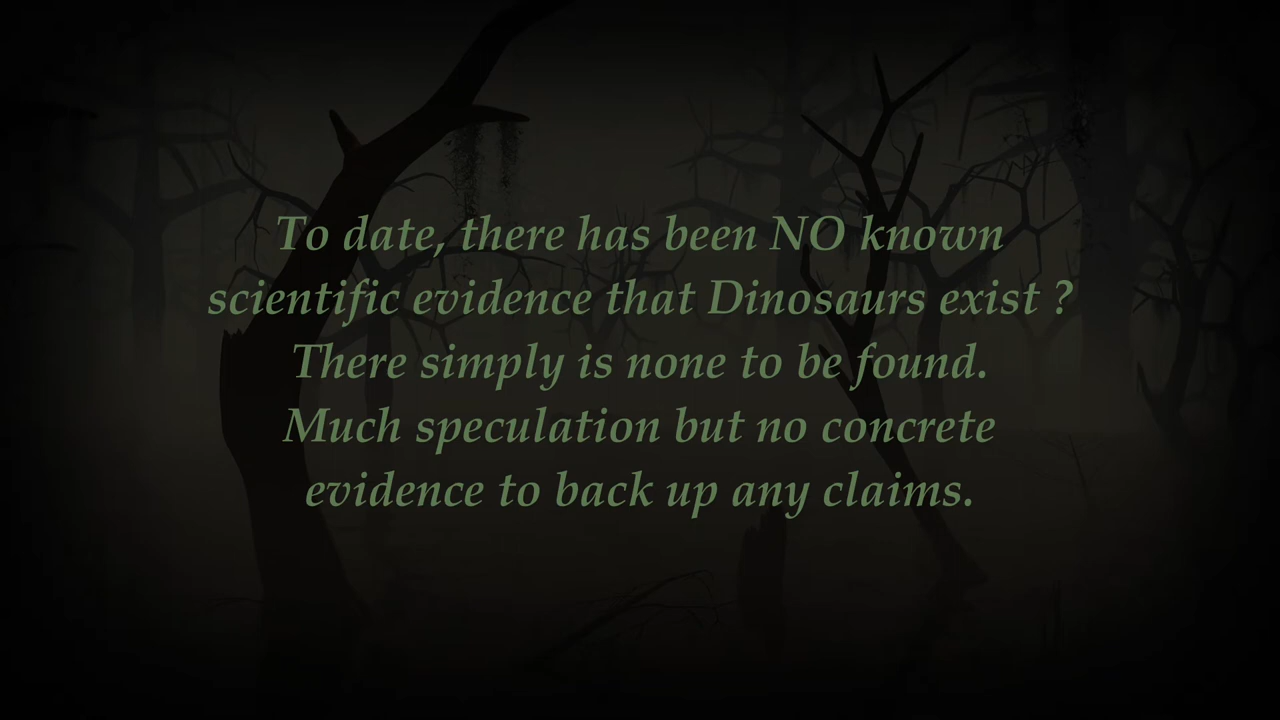 To date, there has been NO known
scientific evidence that Dinosaurs exist ?
There simply is none to be found.
Much speculation but no concrete
evidence to back up any claims.